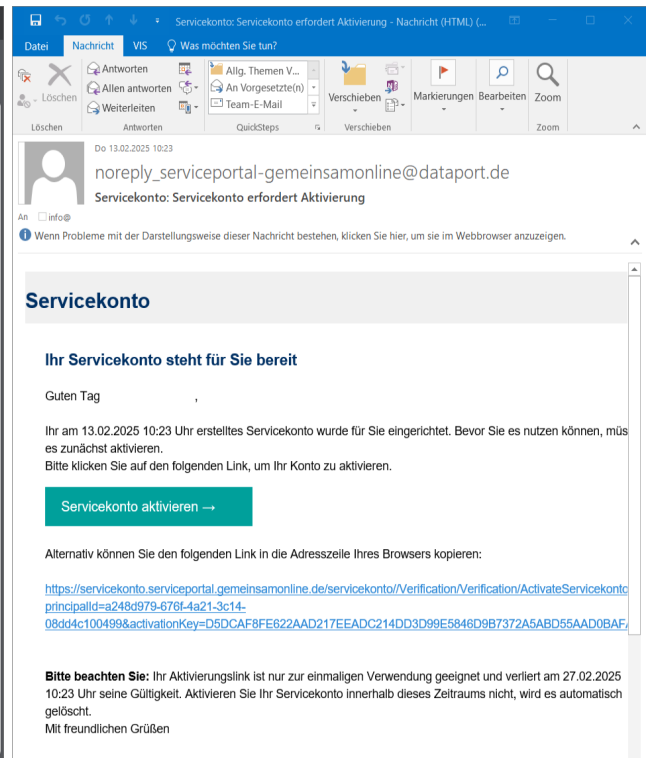 Servicekonto: Servicekonto erfordert Aktivierung - Nachricht (HTML) (...
Datei Nachricht VIS Was möchten Sie tun?
Löschen
Antworten
Allen antworten
Weiterleiten
Allg. Themen V...
An Vorgesetzte(n)
Team-E-Mail
Verschieben
Markierungen
Bearbeiten
Zoom
Löschen Antworten QuickSteps Verschieben Zoom
Do 13.02.2025 10:23
noreply_serviceportal-gemeinsamonline@dataport.de
Servicekonto: Servicekonto erfordert Aktivierung
An info@
Wenn Probleme mit der Darstellungsweise dieser Nachricht bestehen, klicken Sie hier, um sie im Webbrowser anzuzeigen.
Servicekonto
Ihr Servicekonto steht für Sie bereit
Guten Tag ,
Ihr am 13.02.2025 10:23 Uhr erstelltes Servicekonto wurde für Sie eingerichtet. Bevor Sie es nutzen können, müs
es zunächst aktivieren.
Bitte klicken Sie auf den folgenden Link, um Ihr Konto zu aktivieren.
Servicekonto aktivieren →
Alternativ können Sie den folgenden Link in die Adresszeile Ihres Browsers kopieren:
https://servicekonto.serviceportal.gemeinsamonline.de/servicekonto//Verification/Verification/ActivateServicekonto
principalId=a248d979-676f-4a21-3c14-
08dd4c100499&activationKey=D5DCAF8FE622AAD217EEADC214DD3D99E5846D9B7372A5ABD55AAD0BAFA
Bitte beachten Sie: Ihr Aktivierungslink ist nur zur einmaligen Verwendung geeignet und verliert am 27.02.2025
10:23 Uhr seine Gültigkeit. Aktivieren Sie Ihr Servicekonto innerhalb dieses Zeitraums nicht, wird es automatisch
gelöscht.
Mit freundlichen Grüßen